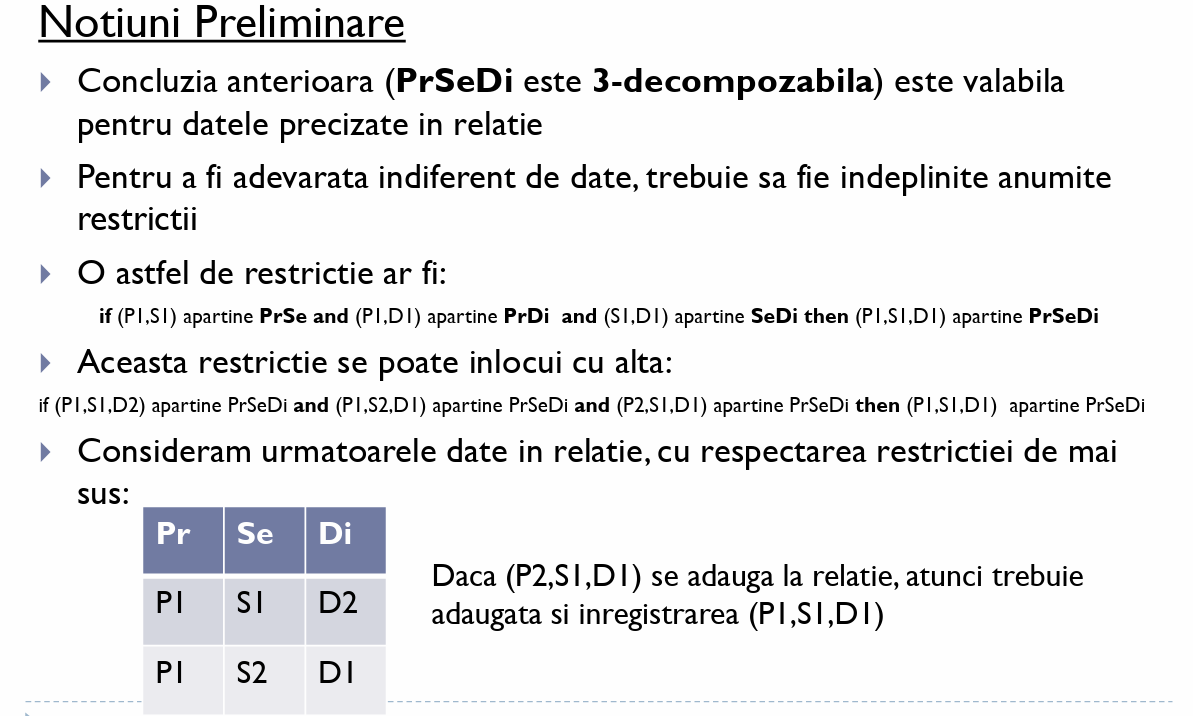 Notiuni Preliminare
Concluzia anterioara (PrSeDi este 3-decompozabila) este valabila
pentru datele precizate in relatie
Pentru a fi adevarata indiferent de date, trebuie sa fie indeplinite anumite
restrictii
O astfel de restrictie ar fi:
if (P1,S1) apartine PrSe and (P1,D1) apartine PrDi and (S1,D1) apartine SeDi then (P1,S1,D1) apartine PrSeDi
Aceasta restrictie se poate inlocui cu alta:
if (P1,S1,D2) apartine PrSeDi and (P1,S2,D1) apartine PrSeDi and (P2,S1,D1) apartine PrSeDi then (P1,S1,D1) apartine PrSeDi
Consideram urmatoarele date in relatie, cu respectarea restrictiei de mai
sus:
Pr Se Di
P1 S1 D2
P1 S2 D1
Daca (P2,S1,D1) se adauga la relatie, atunci trebuie
adaugata si inregistrarea (P1,S1,D1)